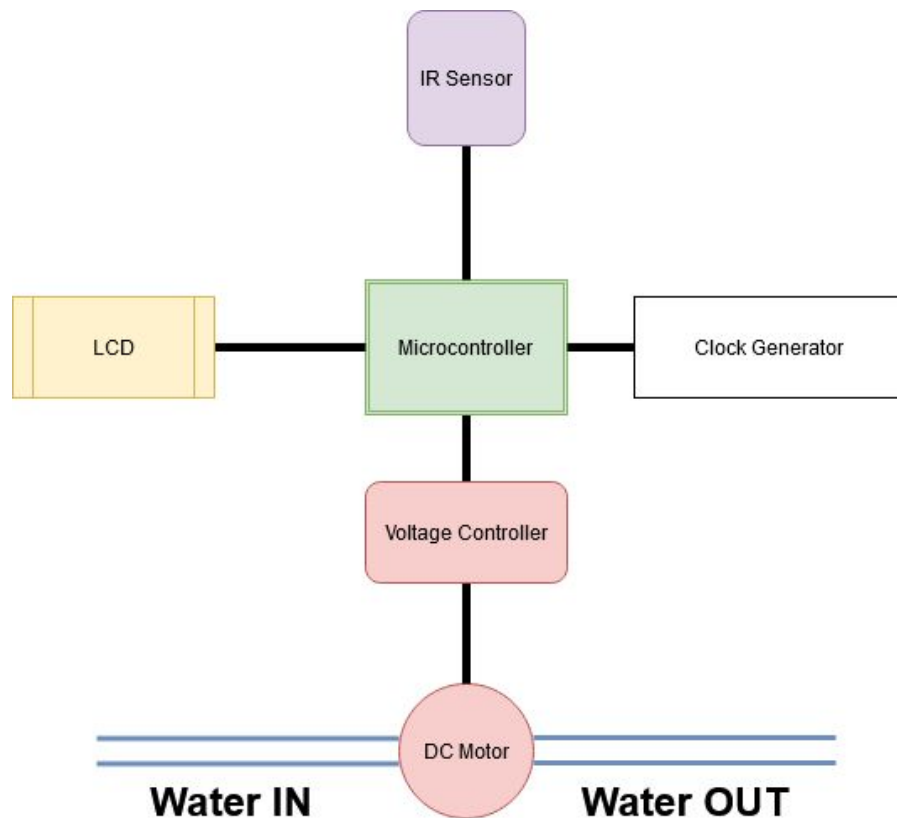 IR Sensor
LCD
Microcontroller
Clock Generator
Voltage Controller
DC Motor
Water IN
Water OUT